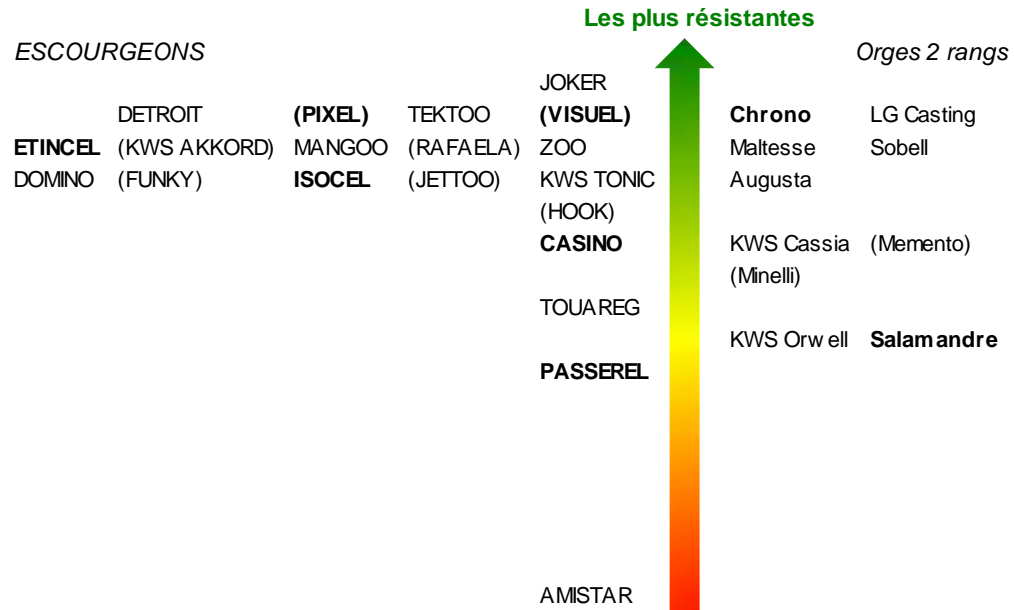 Les plus résistantes
ESCOURGEONS Orges 2 rangs
JOKER
DETROIT (PIXEL) TEKTOO (VISUEL) Chrono LG Casting
ETINCEL (KWS AKKORD) MANGOO (RAFAELA) ZOO Maltesse Sobell
DOMINO (FUNKY) ISOCEL (JETTOO) KWS TONIC Augusta
(HOOK)
CASINO KWS Cassia (Memento)
(Minelli)
TOUAREG
KWS Orwell Salamandre
PASSEREL
AMISTAR